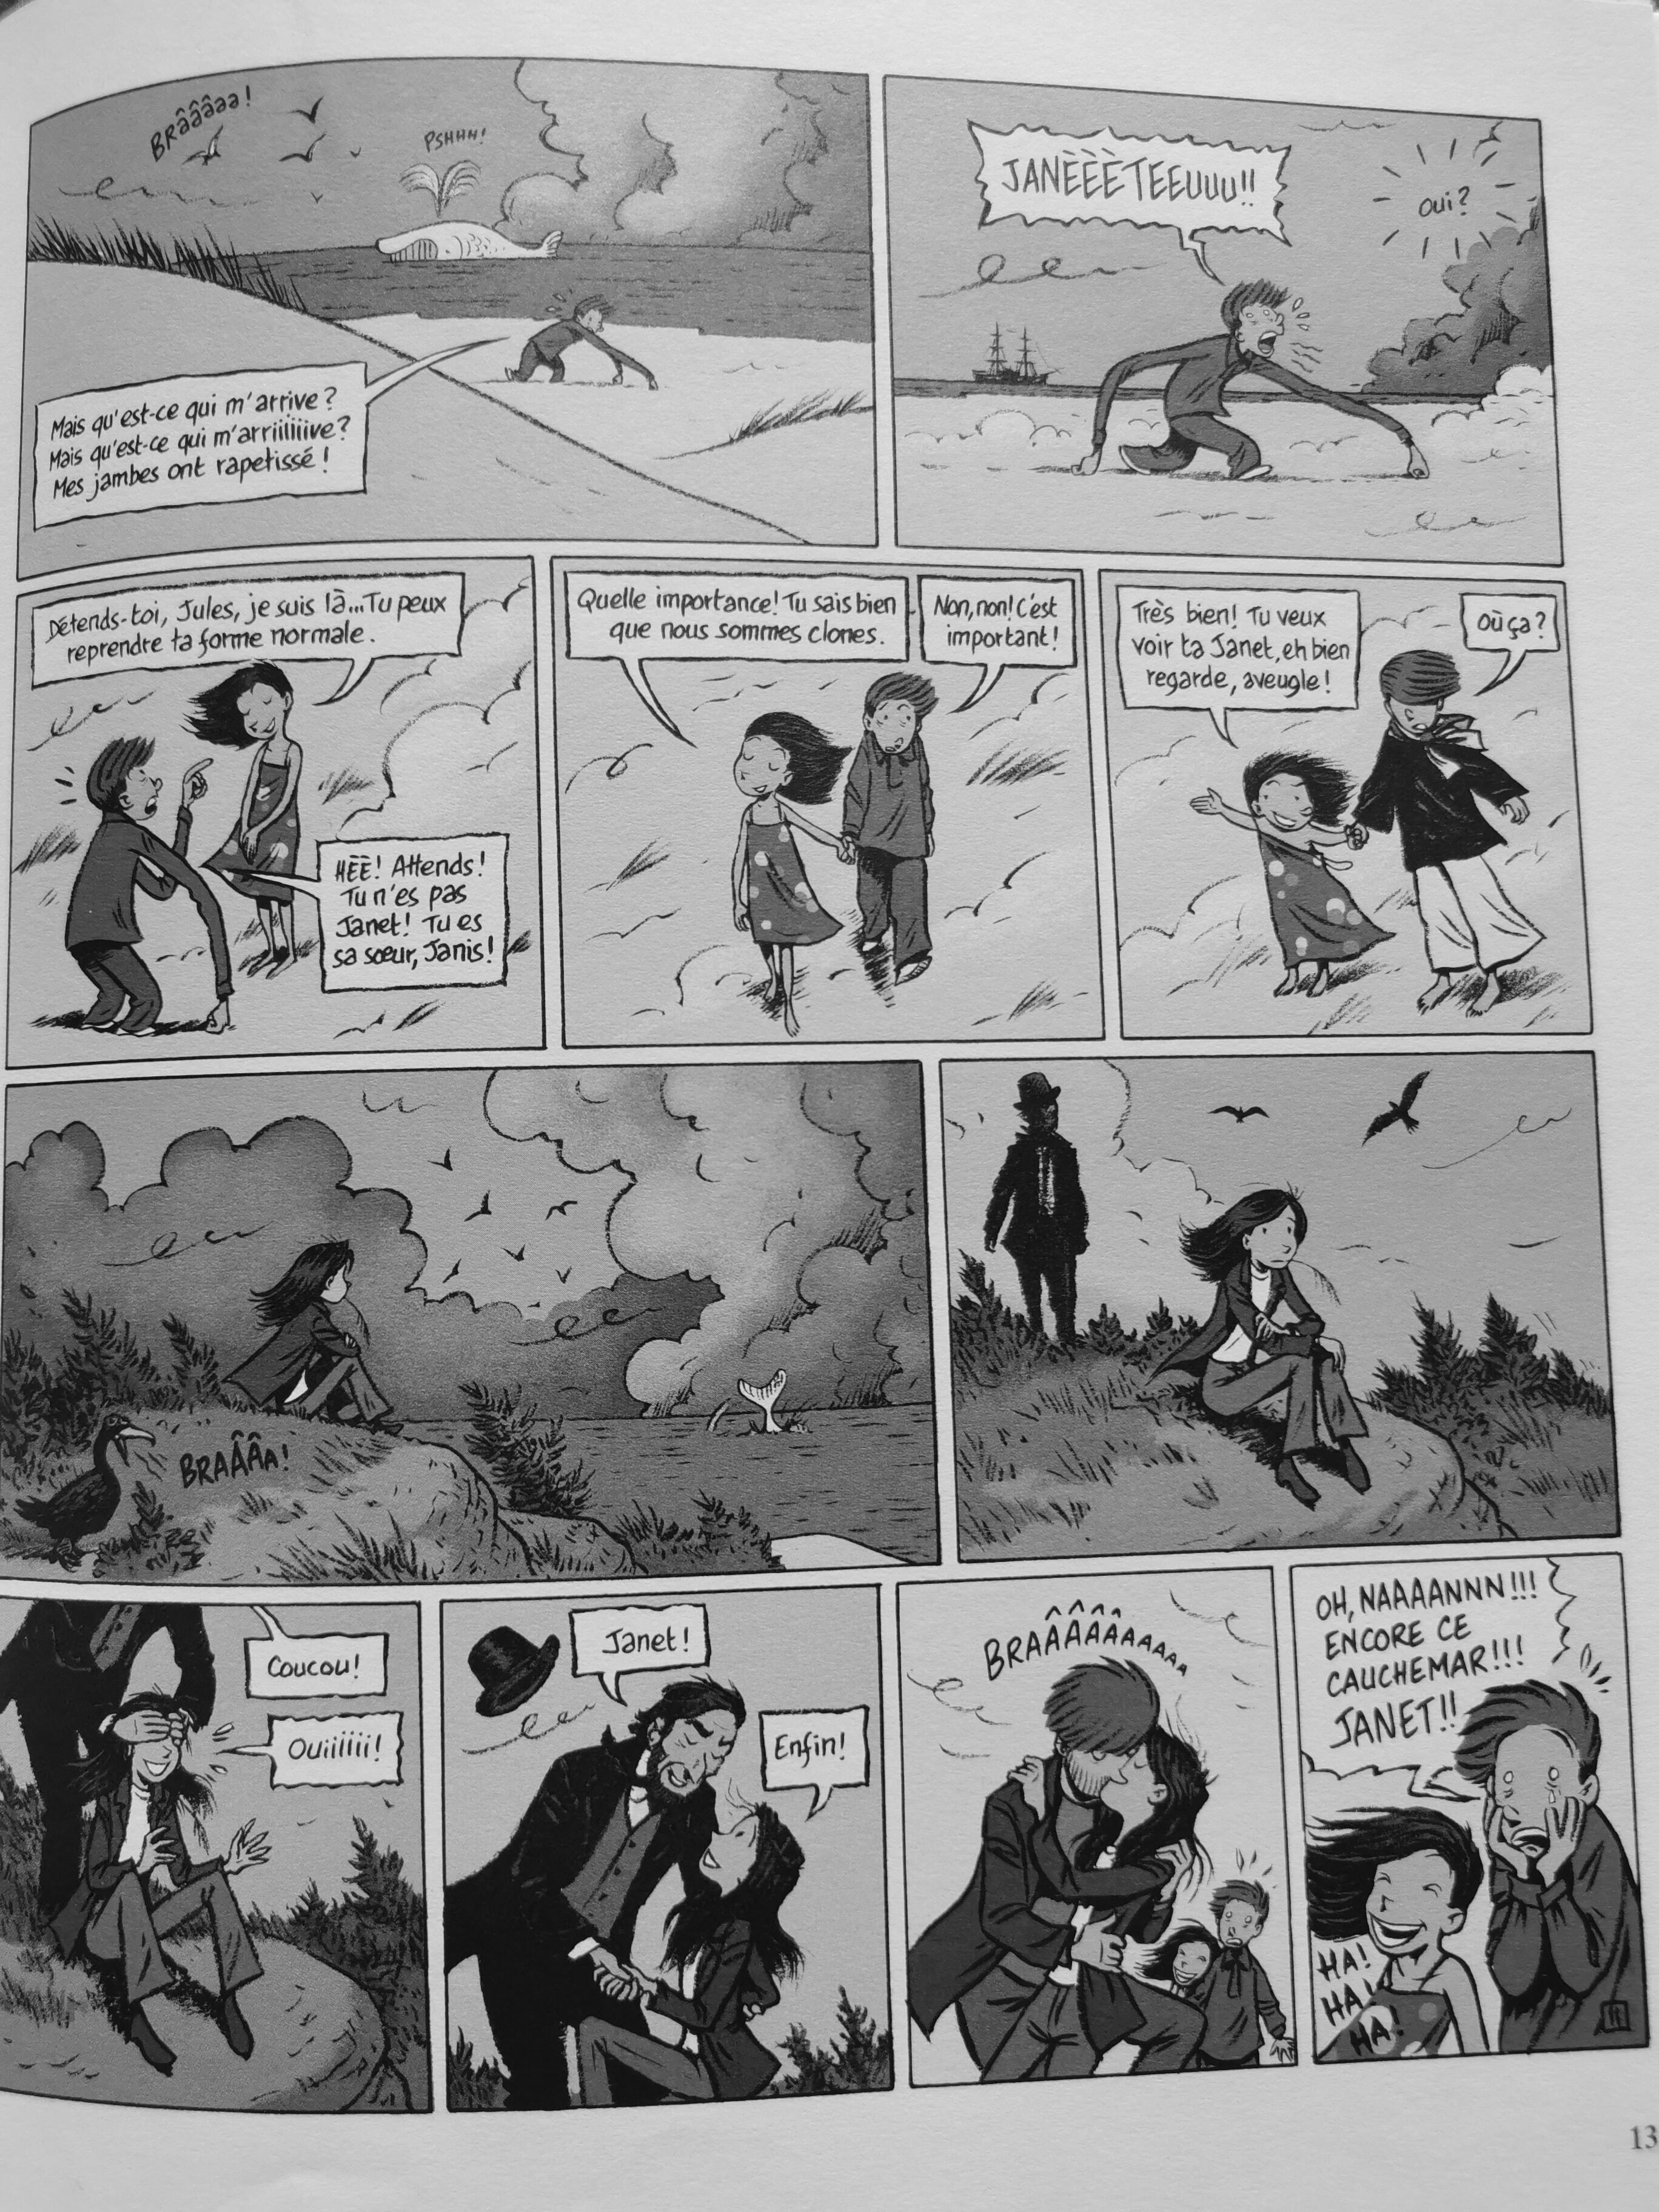 BRÂÂÂÂaa!
PSHHH!
Mais qu'est-ce qui m'arrive?
Mais qu'est-ce qui m'arriiiiiive?
Mes jambes ont rapetissé!
JANÈÈÈTEEUUU!!
OUI?
Détends-toi, Jules, je suis là... Tu peux
reprendre ta forme normale.
HÉÉ! Attends!
Tu n'es pas
Janet! Tu es
sa sœur, Janis!
Quelle importance! Tu sais bien
que nous sommes clones.
Non, non! C'est
important!
Très bien! Tu veux
voir ta Janet, eh bien
regarde, aveugle!
Où ça?
BRAÂÂa!
Coucou!
Ouiiiiii!
Janet!
Enfin!
BRAÂÂÂÂAAAAA
OH, NAAAANNN!!!
ENCORE CE
CAUCHEMAR!!!
JANET!!
HA!
HA!
HA!
13